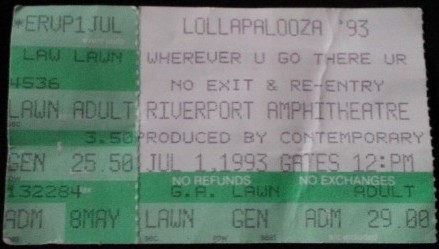 *ERVP1JUL LOLLAPALOOZA '93
LAW LAWN WHEREVER U GO THERE UR
4536 NO EXIT & RE-ENTRY
LAWN ADULT RIVERPORT AMPHITHEATRE
3.50 PRODUCED BY CONTEMPORARY
GEN 25.50 JUL 1,1993 GATES 12:PM
NO REFUNDS NO EXCHANGES
132284 G.A. LAWN ADULT
ADM 8MAY LAWN GEN ADM 29.00